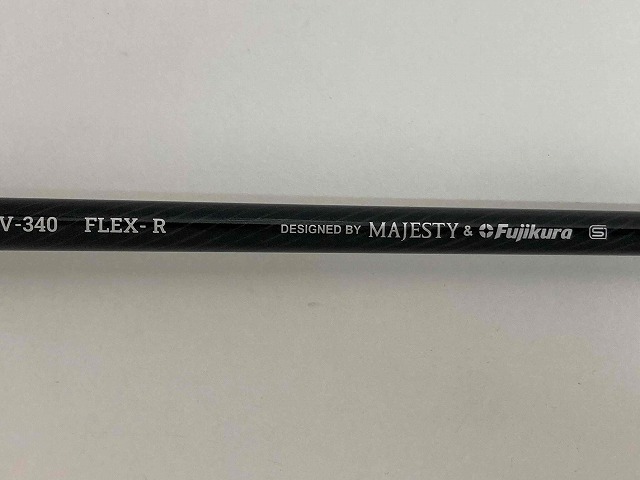 V-340 FLEX- R DESIGNED BY MAJESTY & Fujikura S